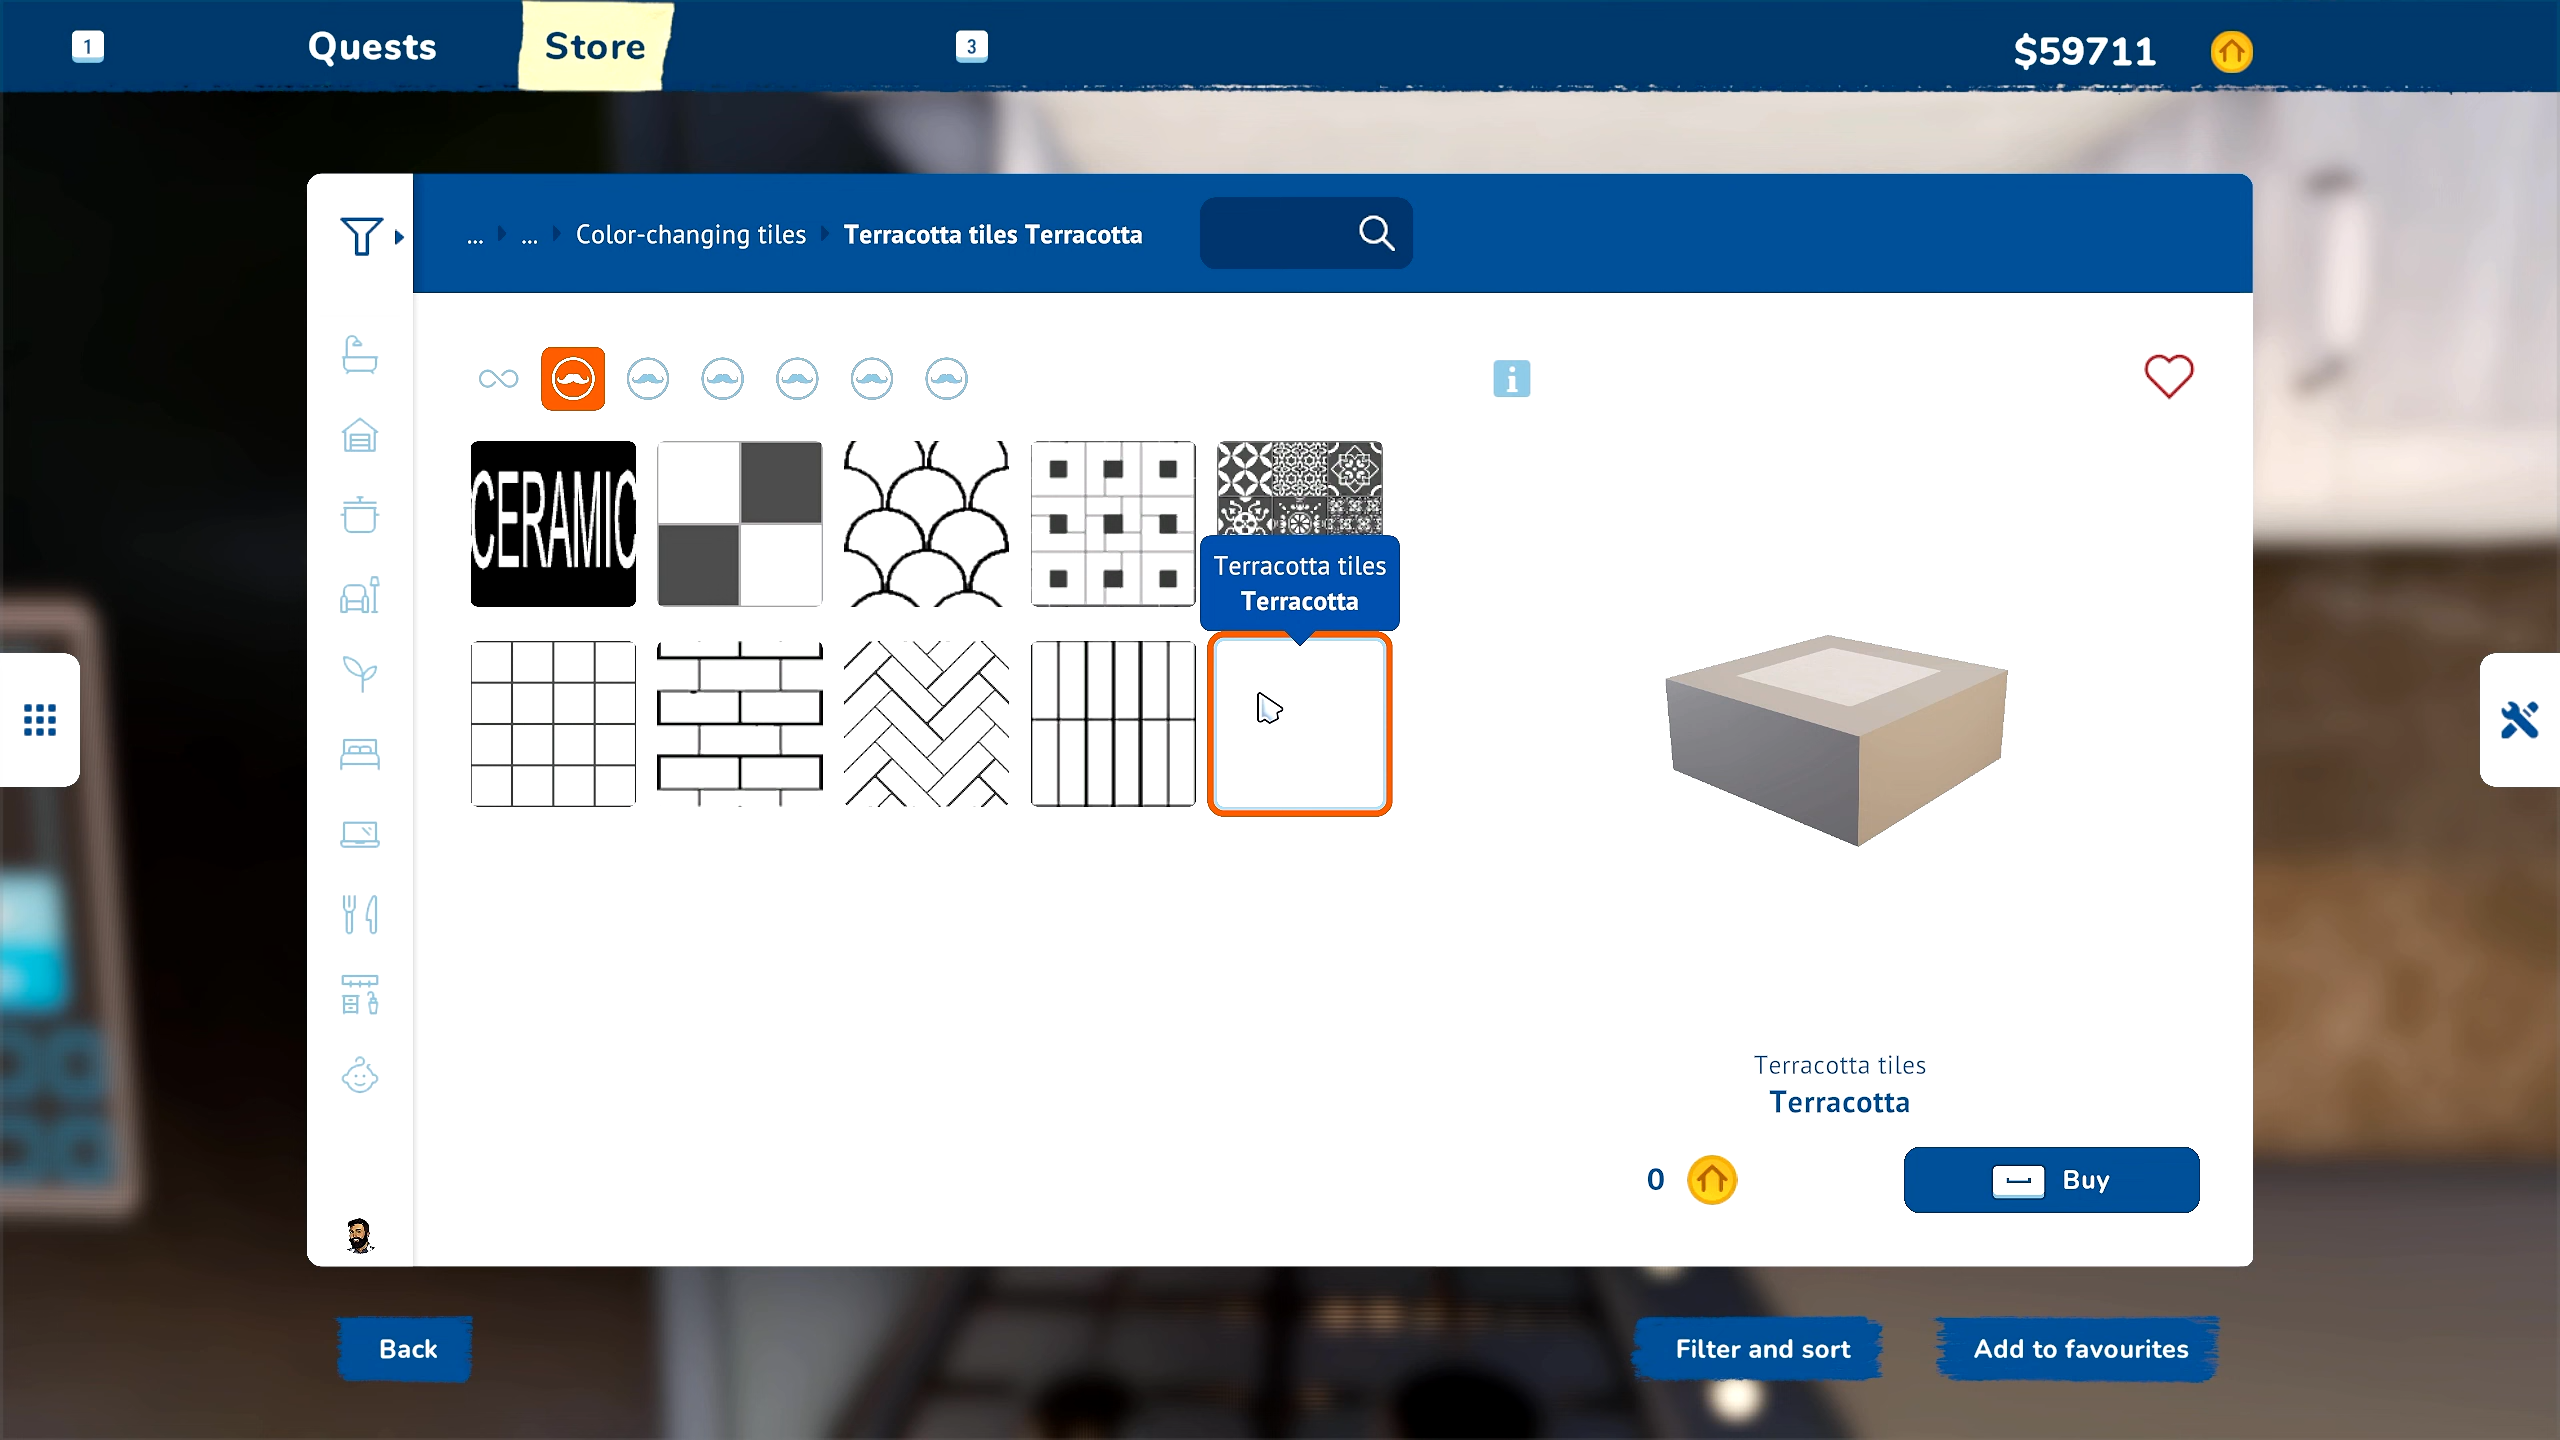 1
Quests
Store
3
$59711
... ... Color-changing tiles Terracotta tiles Terracotta
i
CERAMIC
Terracotta tiles
Terracotta
Terracotta tiles
Terracotta
0
Buy
Back
Filter and sort
Add to favourites